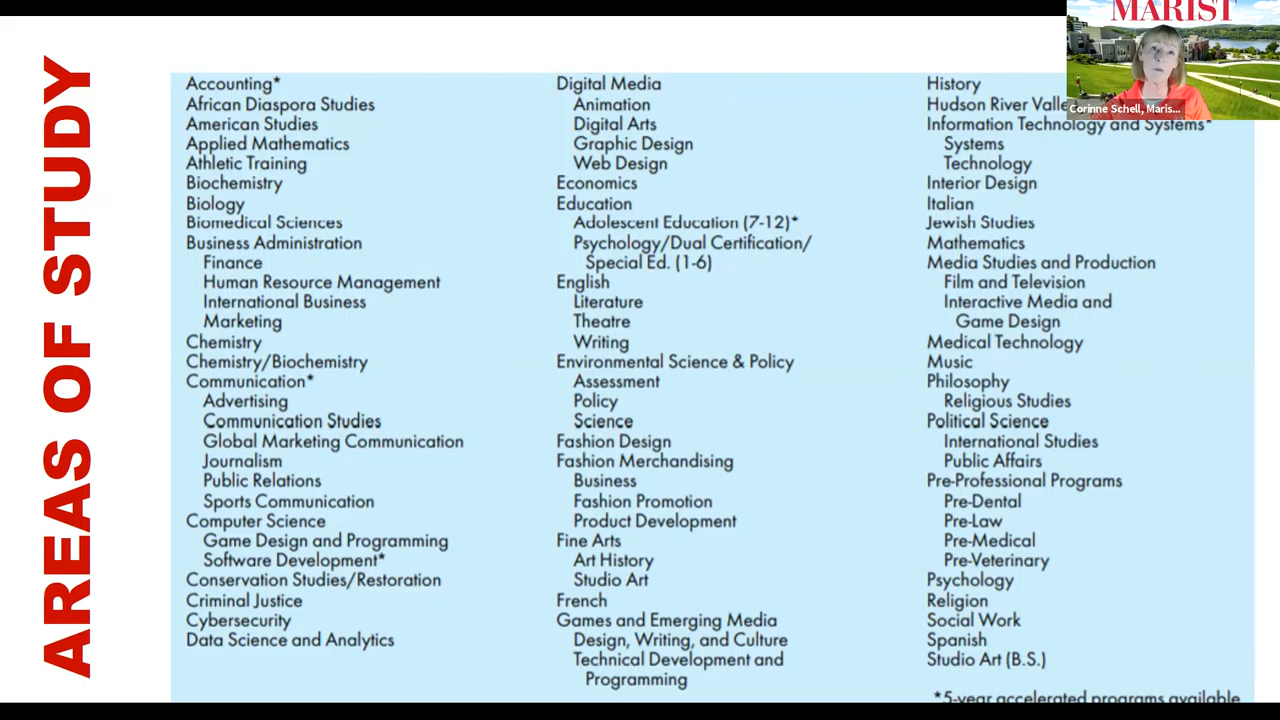 AREAS OF STUDY
Accounting*
African Diaspora Studies
American Studies
Applied Mathematics
Athletic Training
Biochemistry
Biology
Biomedical Sciences
Business Administration
Finance
Human Resource Management
International Business
Marketing
Chemistry
Chemistry/Biochemistry
Communication*
Advertising
Communication Studies
Global Marketing Communication
Journalism
Public Relations
Sports Communication
Computer Science
Game Design and Programming
Software Development*
Conservation Studies/Restoration
Criminal Justice
Cybersecurity
Data Science and Analytics
Digital Media
Animation
Digital Arts
Graphic Design
Web Design
Economics
Education
Adolescent Education (7-12)*
Psychology/Dual Certification/
Special Ed. (1-6)
English
Literature
Theatre
Writing
Environmental Science & Policy
Assessment
Policy
Science
Fashion Design
Fashion Merchandising
Business
Fashion Promotion
Product Development
Fine Arts
Art History
Studio Art
French
Games and Emerging Media
Design, Writing, and Culture
Technical Development and
Programming
History
Hudson River
Information Technology and Systems*
Systems
Technology
Interior Design
Italian
Jewish Studies
Mathematics
Media Studies and Production
Film and Television
Interactive Media and
Game Design
Medical Technology
Music
Philosophy
Religious Studies
Political Science
International Studies
Public Affairs
Pre-Professional Programs
Pre-Dental
Pre-Law
Pre-Medical
Pre-Veterinary
Psychology
Religion
Social Work
Spanish
Studio Art (B.S.)
*5-year accelerated programs available
MARIST
Corinne Schell, Maris...